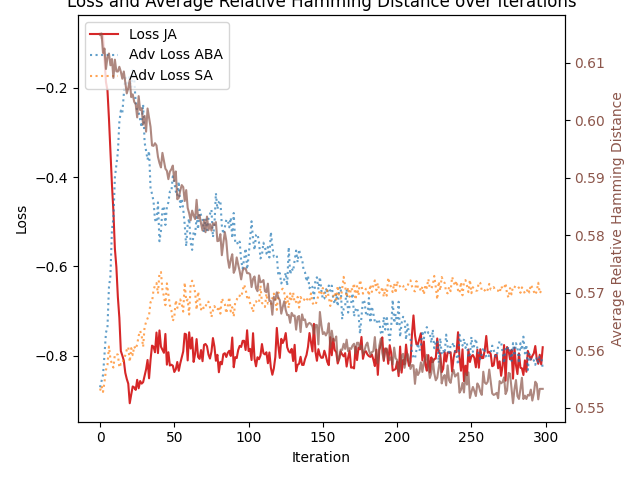 Loss and Average Relative Hamming Distance over Iterations
Loss JA
Adv Loss ABA
Adv Loss SA
−0.2
−0.4
−0.6
−0.8
Loss
0.61
0.60
0.59
0.58
0.57
0.56
0.55
Average Relative Hamming Distance
0 50 100 150 200 250 300
Iteration